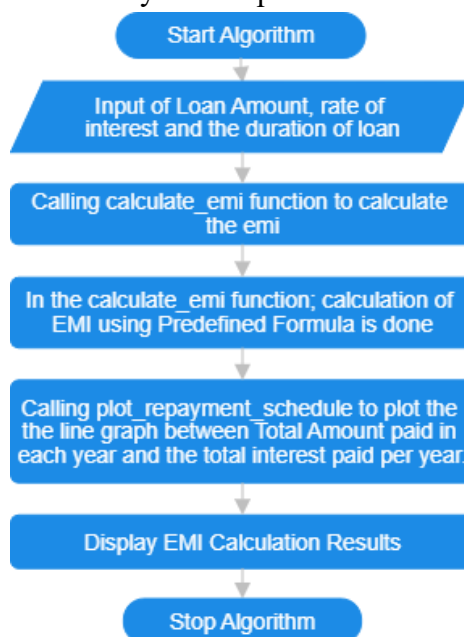 Start Algorithm
Input of Loan Amount, rate of
interest and the duration of loan
Calling calculate_emi function to calculate
the emi
In the calculate_emi function; calculation of
EMI using Predefined Formula is done
Calling plot_repayment_schedule to plot the
the line graph between Total Amount paid in
each year and the total interest paid per year.
Display EMI Calculation Results
Stop Algorithm